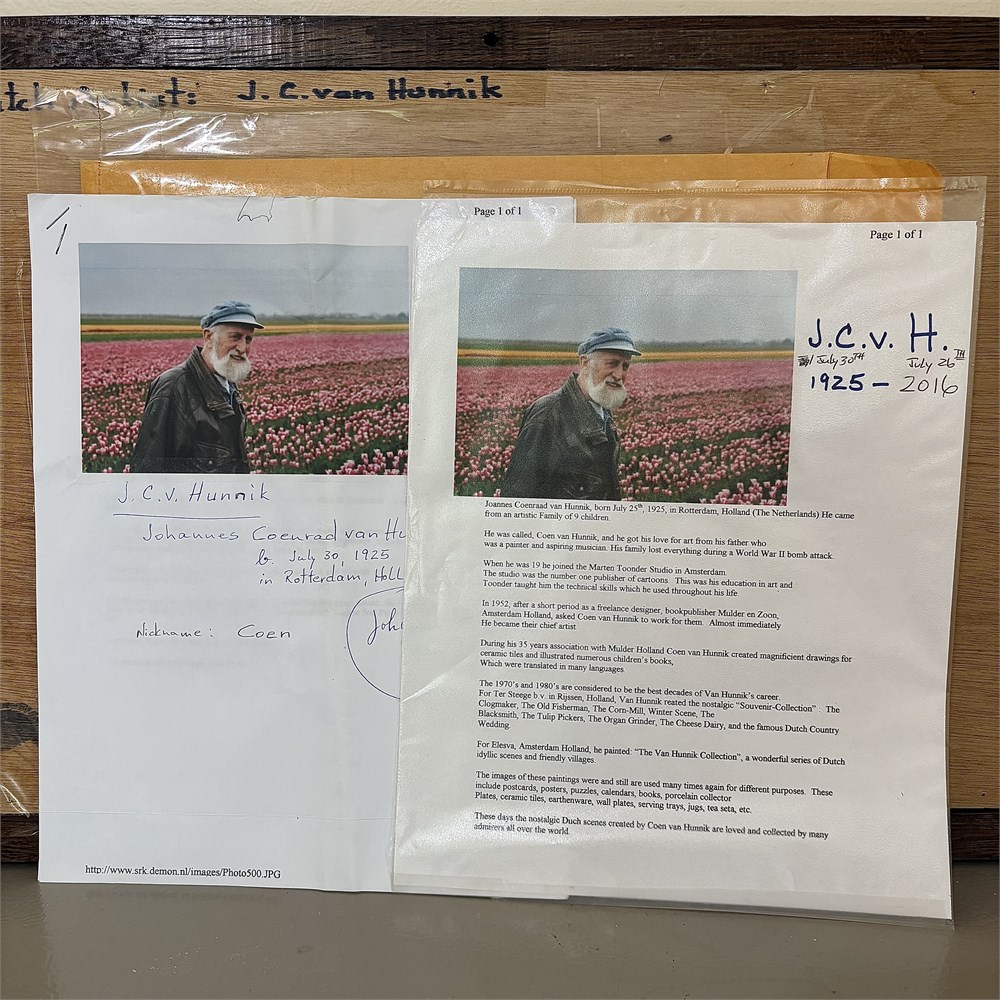 tch Artist: J.C. van Hunnik
1
Page 1 of 1
J.C.V. Hunnik
Johannes Coenrad van Hu
b. July 30, 1925
in Rotterdam, Holl
Nickname: Coen
Joh
http://www.srk.demon.nl/images/Photo500.JPG
Page 1 of 1
J.C.v. H.
July 30TH July 26TH
1925 – 2016
Joannes Coenraad van Hunnik, born July 25th, 1925, in Rotterdam, Holland (The Netherlands) He came
from an artistic Family of 9 children.
He was called, Coen van Hunnik, and he got his love for art from his father who
was a painter and aspiring musician. His family lost everything during a World War II bomb attack.
When he was 19 he joined the Marten Toonder Studio in Amsterdam.
The studio was the number one publisher of cartoons. This was his education in art and
Toonder taught him the technical skills which he used throughout his life.
In 1952, after a short period as a freelance designer, bookpublisher Mulder en Zoon,
Amsterdam Holland, asked Coen van Hunnik to work for them. Almost immediately
He became their chief artist
During his 35 years association with Mulder Holland Coen van Hunnik created magnificient drawings for
ceramic tiles and illustrated numerous children's books,
Which were translated in many languages
The 1970's and 1980's are considered to be the best decades of Van Hunnik's career.
For Ter Steege b.v. in Rijssen, Holland, Van Hunnik reated the nostalgic "Souvenir-Collection" : The
Clogmaker, The Old Fisherman, The Corn-Mill, Winter Scene, The
Blacksmith, The Tulip Pickers, The Organ Grinder, The Cheese Dairy, and the famous Dutch Country
Wedding.
For Elesva, Amsterdam Holland, he painted: "The Van Hunnik Collection", a wonderful series of Dutch
idyllic scenes and friendly villages.
The images of these paintings were and still are used many times again for different purposes. These
include postcards, posters, puzzles, calendars, books, porcelain collector
Plates, ceramic tiles, earthenware, wall plates, serving trays, jugs, tea seta, etc.
These days the nostalgic Duch scenes created by Coen van Hunnik are loved and collected by many
admirers all over the world.